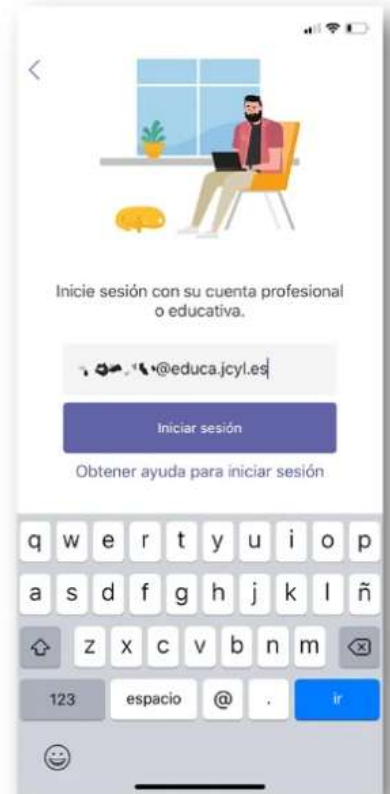 Inicie sesión con su cuenta profesional
o educativa.
@educa.jcyl.es
Iniciar sesión
Obtener ayuda para iniciar sesión
q w e r t y u i o p
a s d f g h j k l ñ
z x c v b n m
123 espacio @ . ir